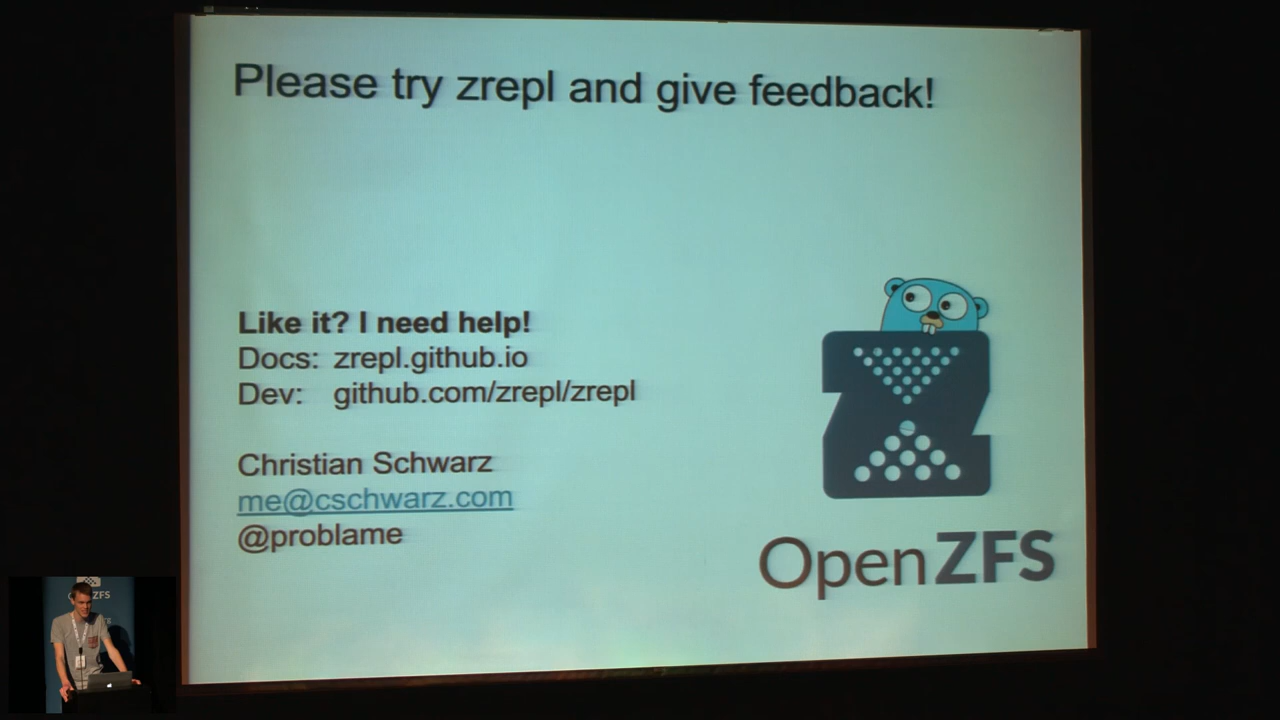 Please try zrepl and give feedback!
Like it? I need help!
Docs: zrepl.github.io
Dev: github.com/zrepl/zrepl
Christian Schwarz
me@cschwarz.com
@problame
OpenZFS
ZFS